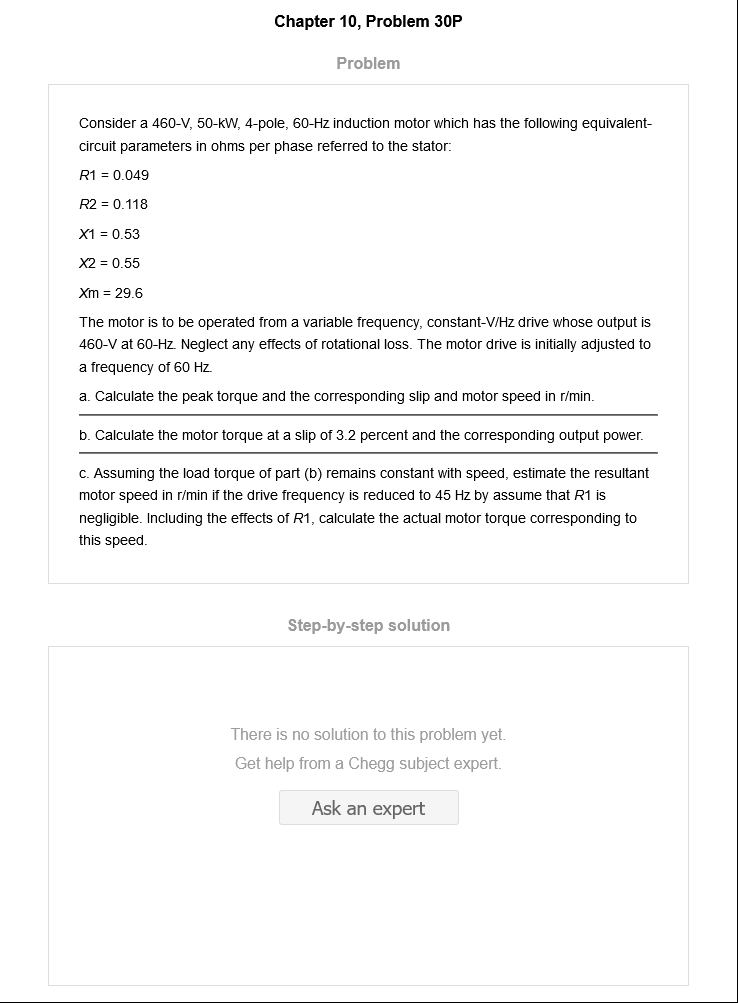 Chapter 10, Problem 30P
Problem
Consider a 460-V, 50-kW, 4-pole, 60-Hz induction motor which has the following equivalent-
circuit parameters in ohms per phase referred to the stator:
R1 = 0.049
R2 = 0.118
X1 = 0.53
X2 = 0.55
Xm = 29.6
The motor is to be operated from a variable frequency, constant-V/Hz drive whose output is
460-V at 60-Hz. Neglect any effects of rotational loss. The motor drive is initially adjusted to
a frequency of 60 Hz.
a. Calculate the peak torque and the corresponding slip and motor speed in r/min.
b. Calculate the motor torque at a slip of 3.2 percent and the corresponding output power.
c. Assuming the load torque of part (b) remains constant with speed, estimate the resultant
motor speed in r/min if the drive frequency is reduced to 45 Hz by assume that R1 is
negligible. Including the effects of R1, calculate the actual motor torque corresponding to
this speed.
Step-by-step solution
There is no solution to this problem yet.
Get help from a Chegg subject expert.
Ask an expert